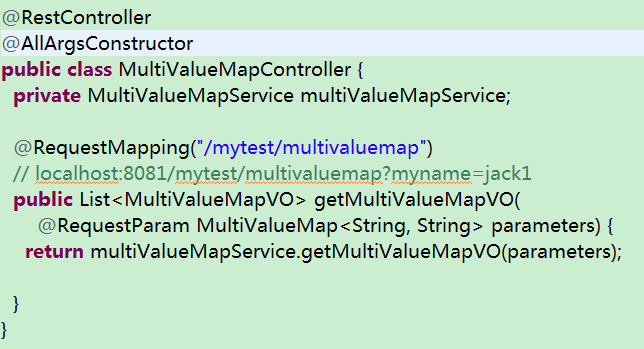 @RestController
@AllArgsConstructor
public class MultiValueMapController {
private MultiValueMapService multiValueMapService;
@RequestMapping("/mytest/multivaluemap")
// localhost:8081/mytest/multivaluemap?myname=jack1
public List<MultiValueMapVO> getMultiValueMapVO(
@RequestParam MultiValueMap<String, String> parameters) {
return multiValueMapService.getMultiValueMapVO(parameters);
}
}